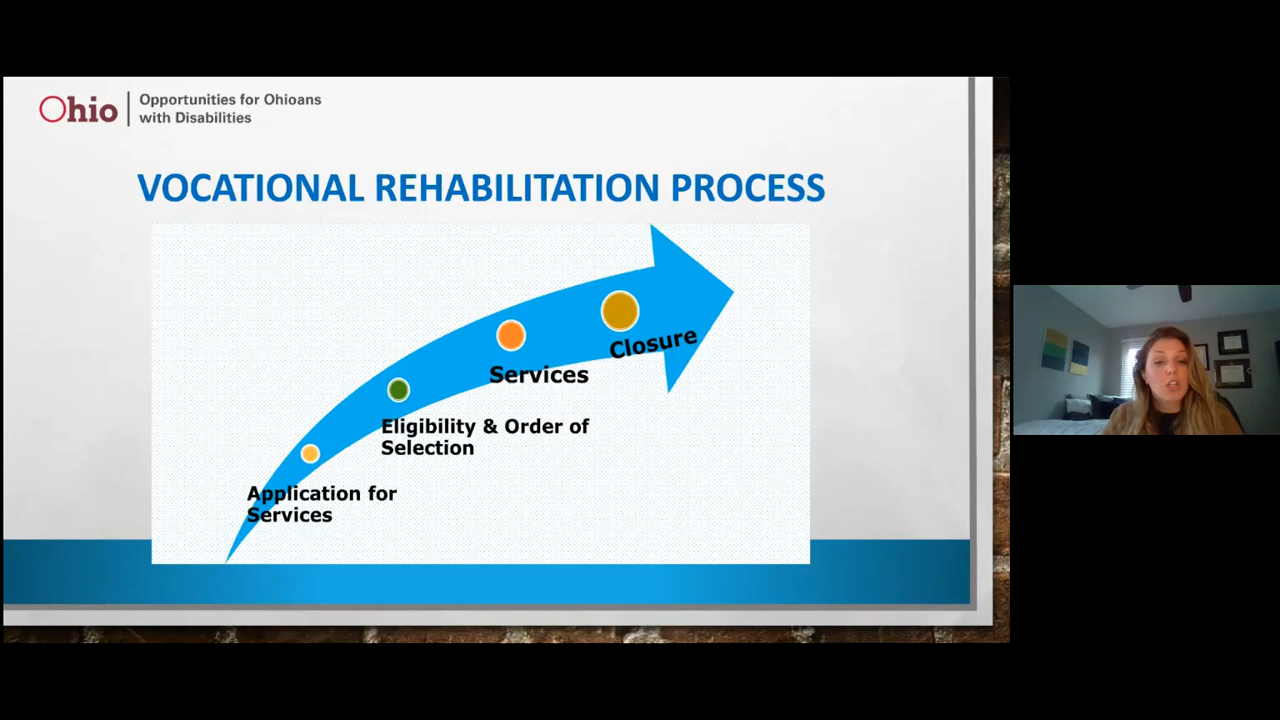 Ohio
Opportunities for Ohioans
with Disabilities
VOCATIONAL REHABILITATION PROCESS
Closure
Services
Eligibility & Order of
Selection
Application for
Services